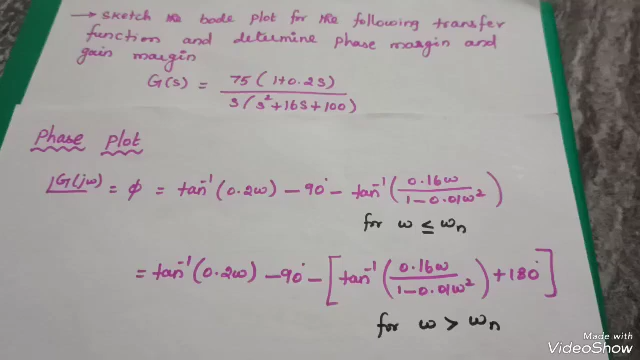 → Sketch the bode plot for the following transfer
function and determine phase margin and
gain margin
G(s) = 75 (1+0.2s) / s(s²+16s+100)
Phase Plot
∠G(jω) = ϕ = tan⁻¹(0.2ω) − 90° − tan⁻¹(0.16ω / 1−0.01ω²)
for ω ≤ ωn
= tan⁻¹(0.2ω) − 90° − [tan⁻¹(0.16ω / 1−0.01ω²) + 180°]
for ω > ωn
Made with
VideoShow